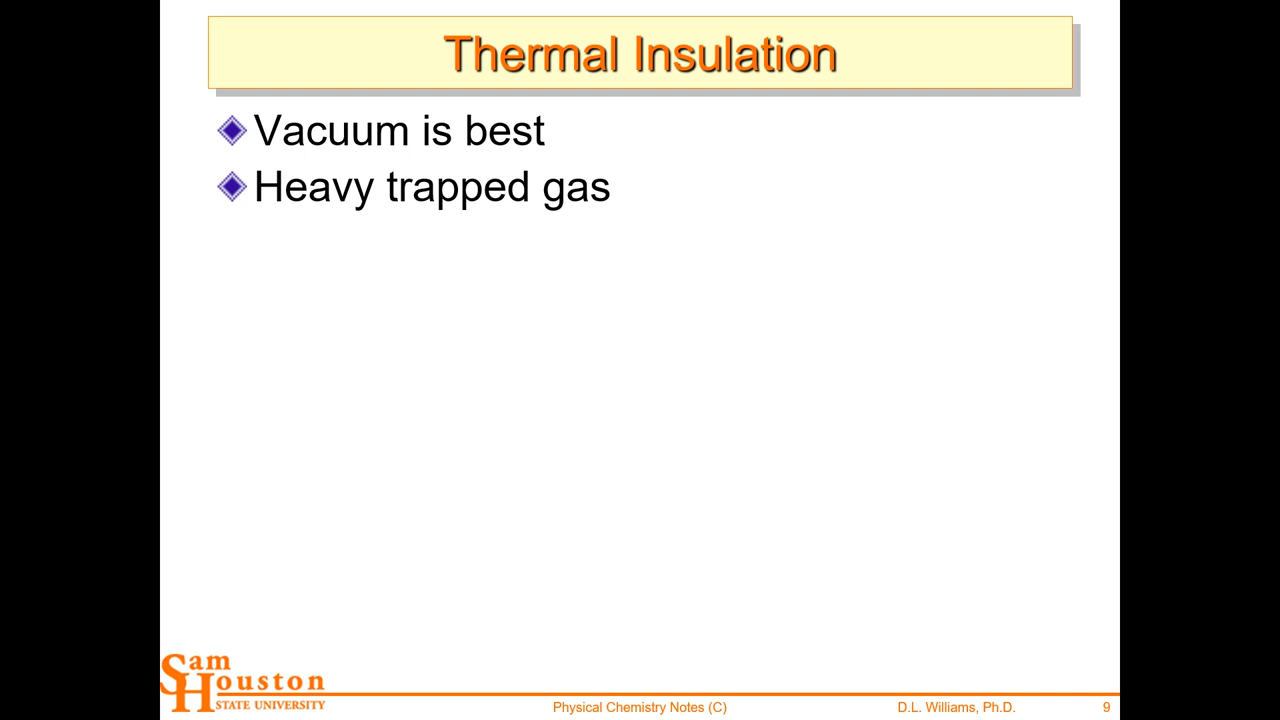 Thermal Insulation
Vacuum is best
Heavy trapped gas
Sam
Houston
STATE UNIVERSITY
Physical Chemistry Notes (C)
D.L. Williams, Ph.D.
9